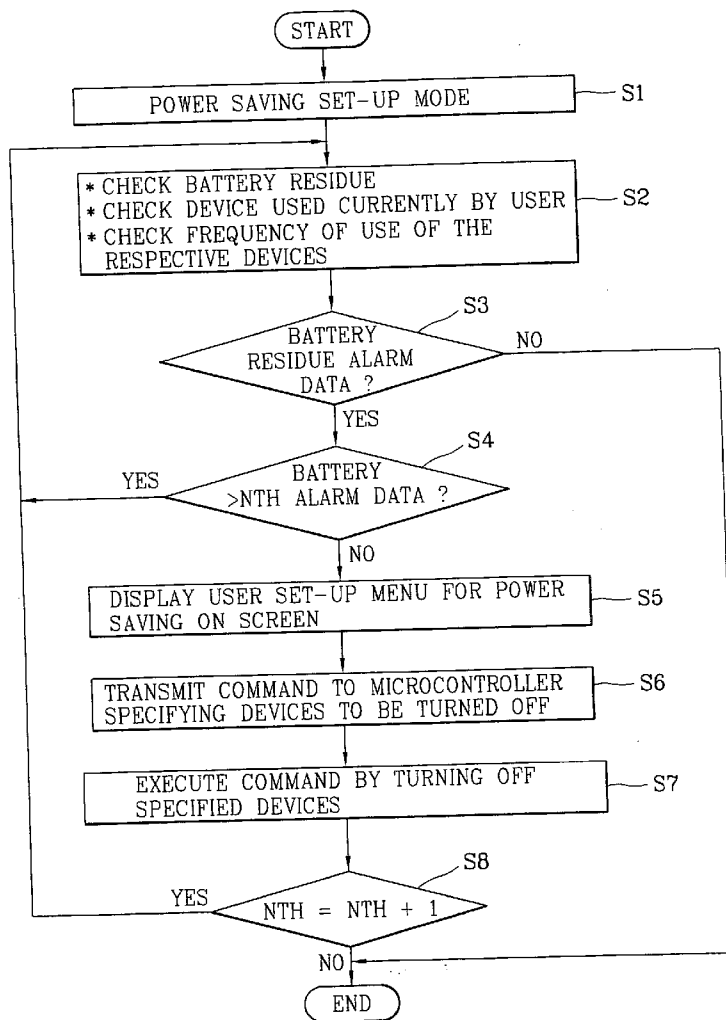 START
POWER SAVING SET-UP MODE
S1
* CHECK BATTERY RESIDUE
* CHECK DEVICE USED CURRENTLY BY USER
* CHECK FREQUENCY OF USE OF THE
RESPECTIVE DEVICES
S2
S3
BATTERY
RESIDUE ALARM
DATA ?
NO
YES
S4
BATTERY
>NTH ALARM DATA ?
YES
NO
DISPLAY USER SET-UP MENU FOR POWER
SAVING ON SCREEN
S5
TRANSMIT COMMAND TO MICROCONTROLLER
SPECIFYING DEVICES TO BE TURNED OFF
S6
EXECUTE COMMAND BY TURNING OFF
SPECIFIED DEVICES
S7
S8
YES
NTH = NTH + 1
NO
END